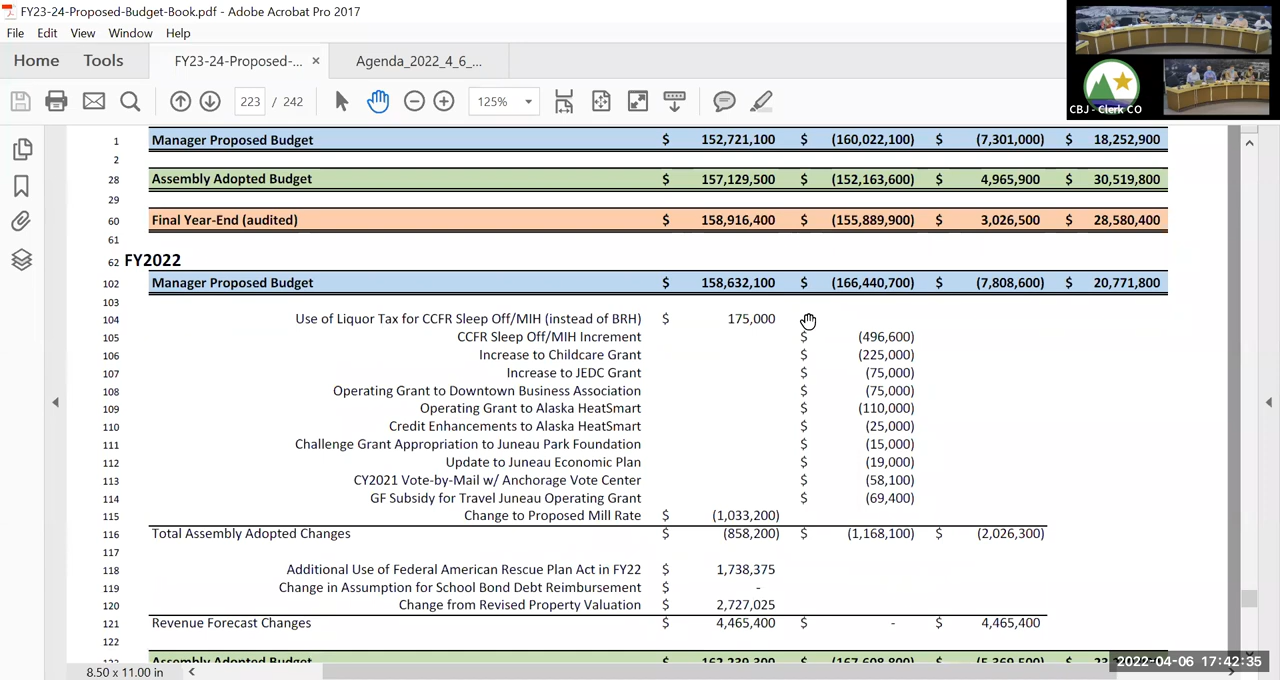 FY23-24-Proposed-Budget-Book.pdf - Adobe Acrobat Pro 2017
File Edit View Window Help
Home Tools FY23-24-Proposed-... × Agenda_2022_4_6_...
223 / 242 125%
CBJ - Clerk CO
1 Manager Proposed Budget $ 152,721,100 $ (160,022,100) $ (7,301,000) $ 18,252,900
2
28 Assembly Adopted Budget $ 157,129,500 $ (152,163,600) $ 4,965,900 $ 30,519,800
29
60 Final Year-End (audited) $ 158,916,400 $ (155,889,900) $ 3,026,500 $ 28,580,400
61
62 FY2022
102 Manager Proposed Budget $ 158,632,100 $ (166,440,700) $ (7,808,600) $ 20,771,800
103
104 Use of Liquor Tax for CCFR Sleep Off/MIH (instead of BRH) $ 175,000
105 CCFR Sleep Off/MIH Increment $ (496,600)
106 Increase to Childcare Grant $ (225,000)
107 Increase to JEDC Grant $ (75,000)
108 Operating Grant to Downtown Business Association $ (75,000)
109 Operating Grant to Alaska HeatSmart $ (110,000)
110 Credit Enhancements to Alaska HeatSmart $ (25,000)
111 Challenge Grant Appropriation to Juneau Park Foundation $ (15,000)
112 Update to Juneau Economic Plan $ (19,000)
113 CY2021 Vote-by-Mail w/ Anchorage Vote Center $ (58,100)
114 GF Subsidy for Travel Juneau Operating Grant $ (69,400)
115 Change to Proposed Mill Rate $ (1,033,200)
116 Total Assembly Adopted Changes $ (858,200) $ (1,168,100) $ (2,026,300)
117
118 Additional Use of Federal American Rescue Plan Act in FY22 $ 1,738,375
119 Change in Assumption for School Bond Debt Reimbursement $ -
120 Change from Revised Property Valuation $ 2,727,025
121 Revenue Forecast Changes $ 4,465,400 $ - $ 4,465,400
122
Assembly Adopted Budget $ 162,239,300 $ (167,608,800) $ (5,369,500) $
8.50 x 11.00 in
2022-04-06 17:42:35